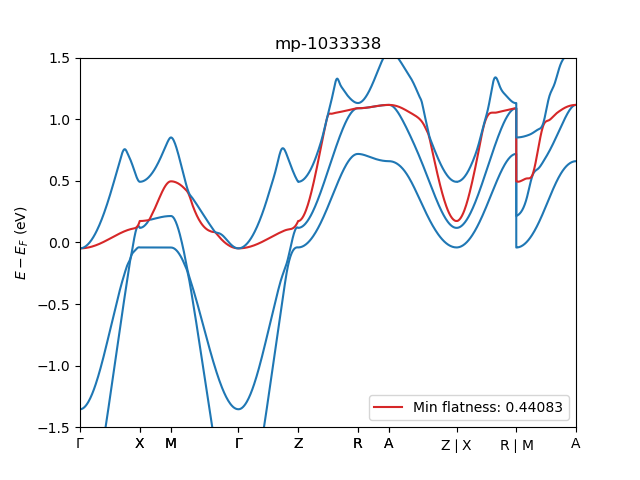 mp-1033338
E − E_F (eV)
1.5
1.0
0.5
0.0
−0.5
−1.0
−1.5
Γ X M Γ Z R A Z | X R | M A
Min flatness: 0.44083